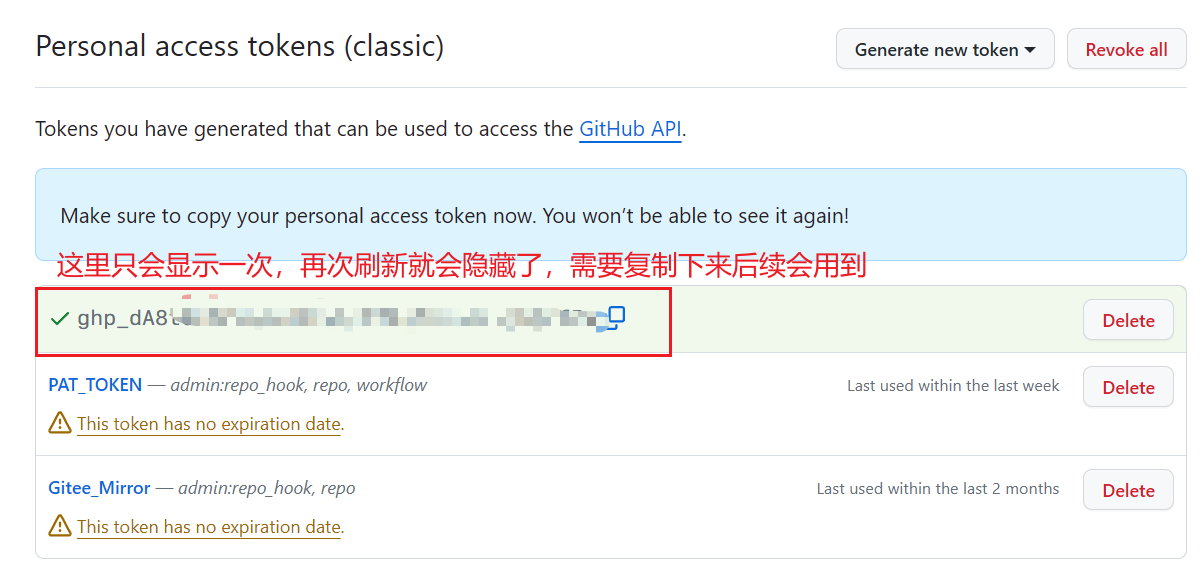 Personal access tokens (classic)
Generate new token
Revoke all
Tokens you have generated that can be used to access the GitHub API.
Make sure to copy your personal access token now. You won’t be able to see it again!
这里只会显示一次，再次刷新就会隐藏了，需要复制下来后续会用到
ghp_dA8
Delete
PAT_TOKEN — admin:repo_hook, repo, workflow
Last used within the last week
Delete
This token has no expiration date.
Gitee_Mirror — admin:repo_hook, repo
Last used within the last 2 months
Delete
This token has no expiration date.